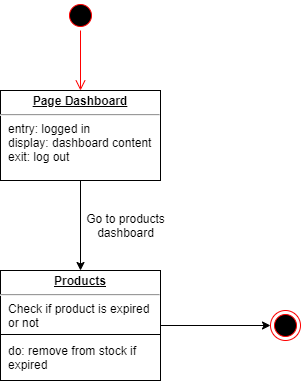 Page Dashboard
entry: logged in
display: dashboard content
exit: log out
Go to products
dashboard
Products
Check if product is expired
or not
do: remove from stock if
expired